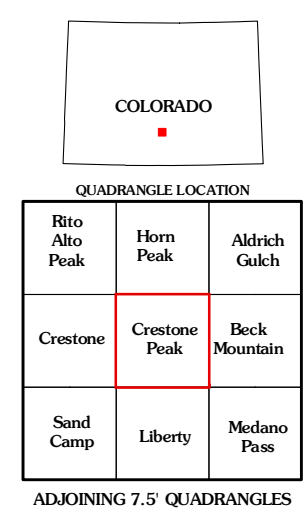 COLORADO
QUADRANGLE LOCATION
Rito
Alto
Peak
Horn
Peak
Aldrich
Gulch
Crestone
Crestone
Peak
Beck
Mountain
Sand
Camp
Liberty
Medano
Pass
ADJOINING 7.5' QUADRANGLES